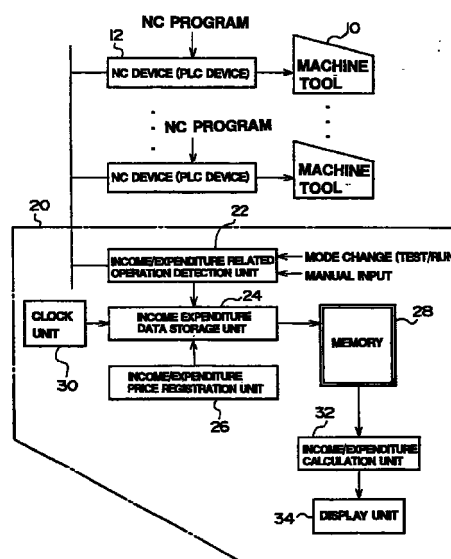 NC PROGRAM
12
10
NC DEVICE (PLC DEVICE)
MACHINE
TOOL
NC PROGRAM
NC DEVICE (PLC DEVICE)
MACHINE
TOOL
20
22
INCOME/EXPENDITURE RELATED
OPERATION DETECTION UNIT
MODE CHANGE (TEST/RUN
MANUAL INPUT
24
28
CLOCK
UNIT
INCOME EXPENDITURE
DATA STORAGE UNIT
MEMORY
30
INCOME/EXPENDITURE
PRICE REGISTRATION UNIT
26
32
INCOME/EXPENDITURE
CALCULATION UNIT
34
DISPLAY UNIT